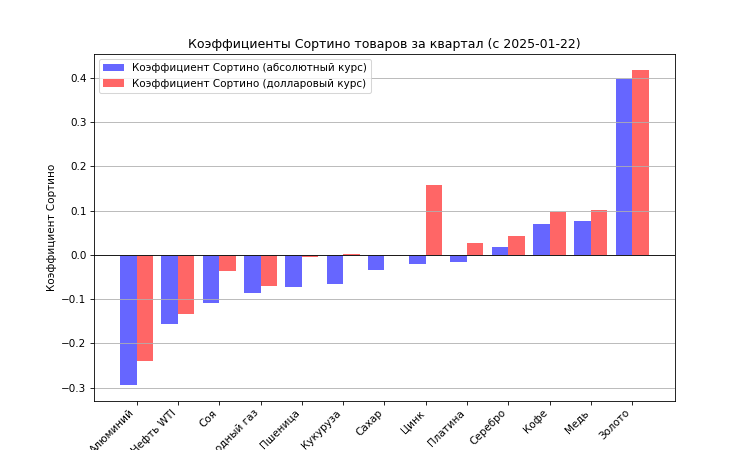 Коэффициенты Сортино товаров за квартал (с 2025-01-22)
Коэффициент Сортино (абсолютный курс)
Коэффициент Сортино (долларовый курс)
Коэффициент Сортино
0.4
0.3
0.2
0.1
0.0
−0.1
−0.2
−0.3
Алюминий
Нефть WTI
Соя
газ
Пшеница
Кукуруза
Сахар
Цинк
Платина
Серебро
Кофе
Медь
Золото